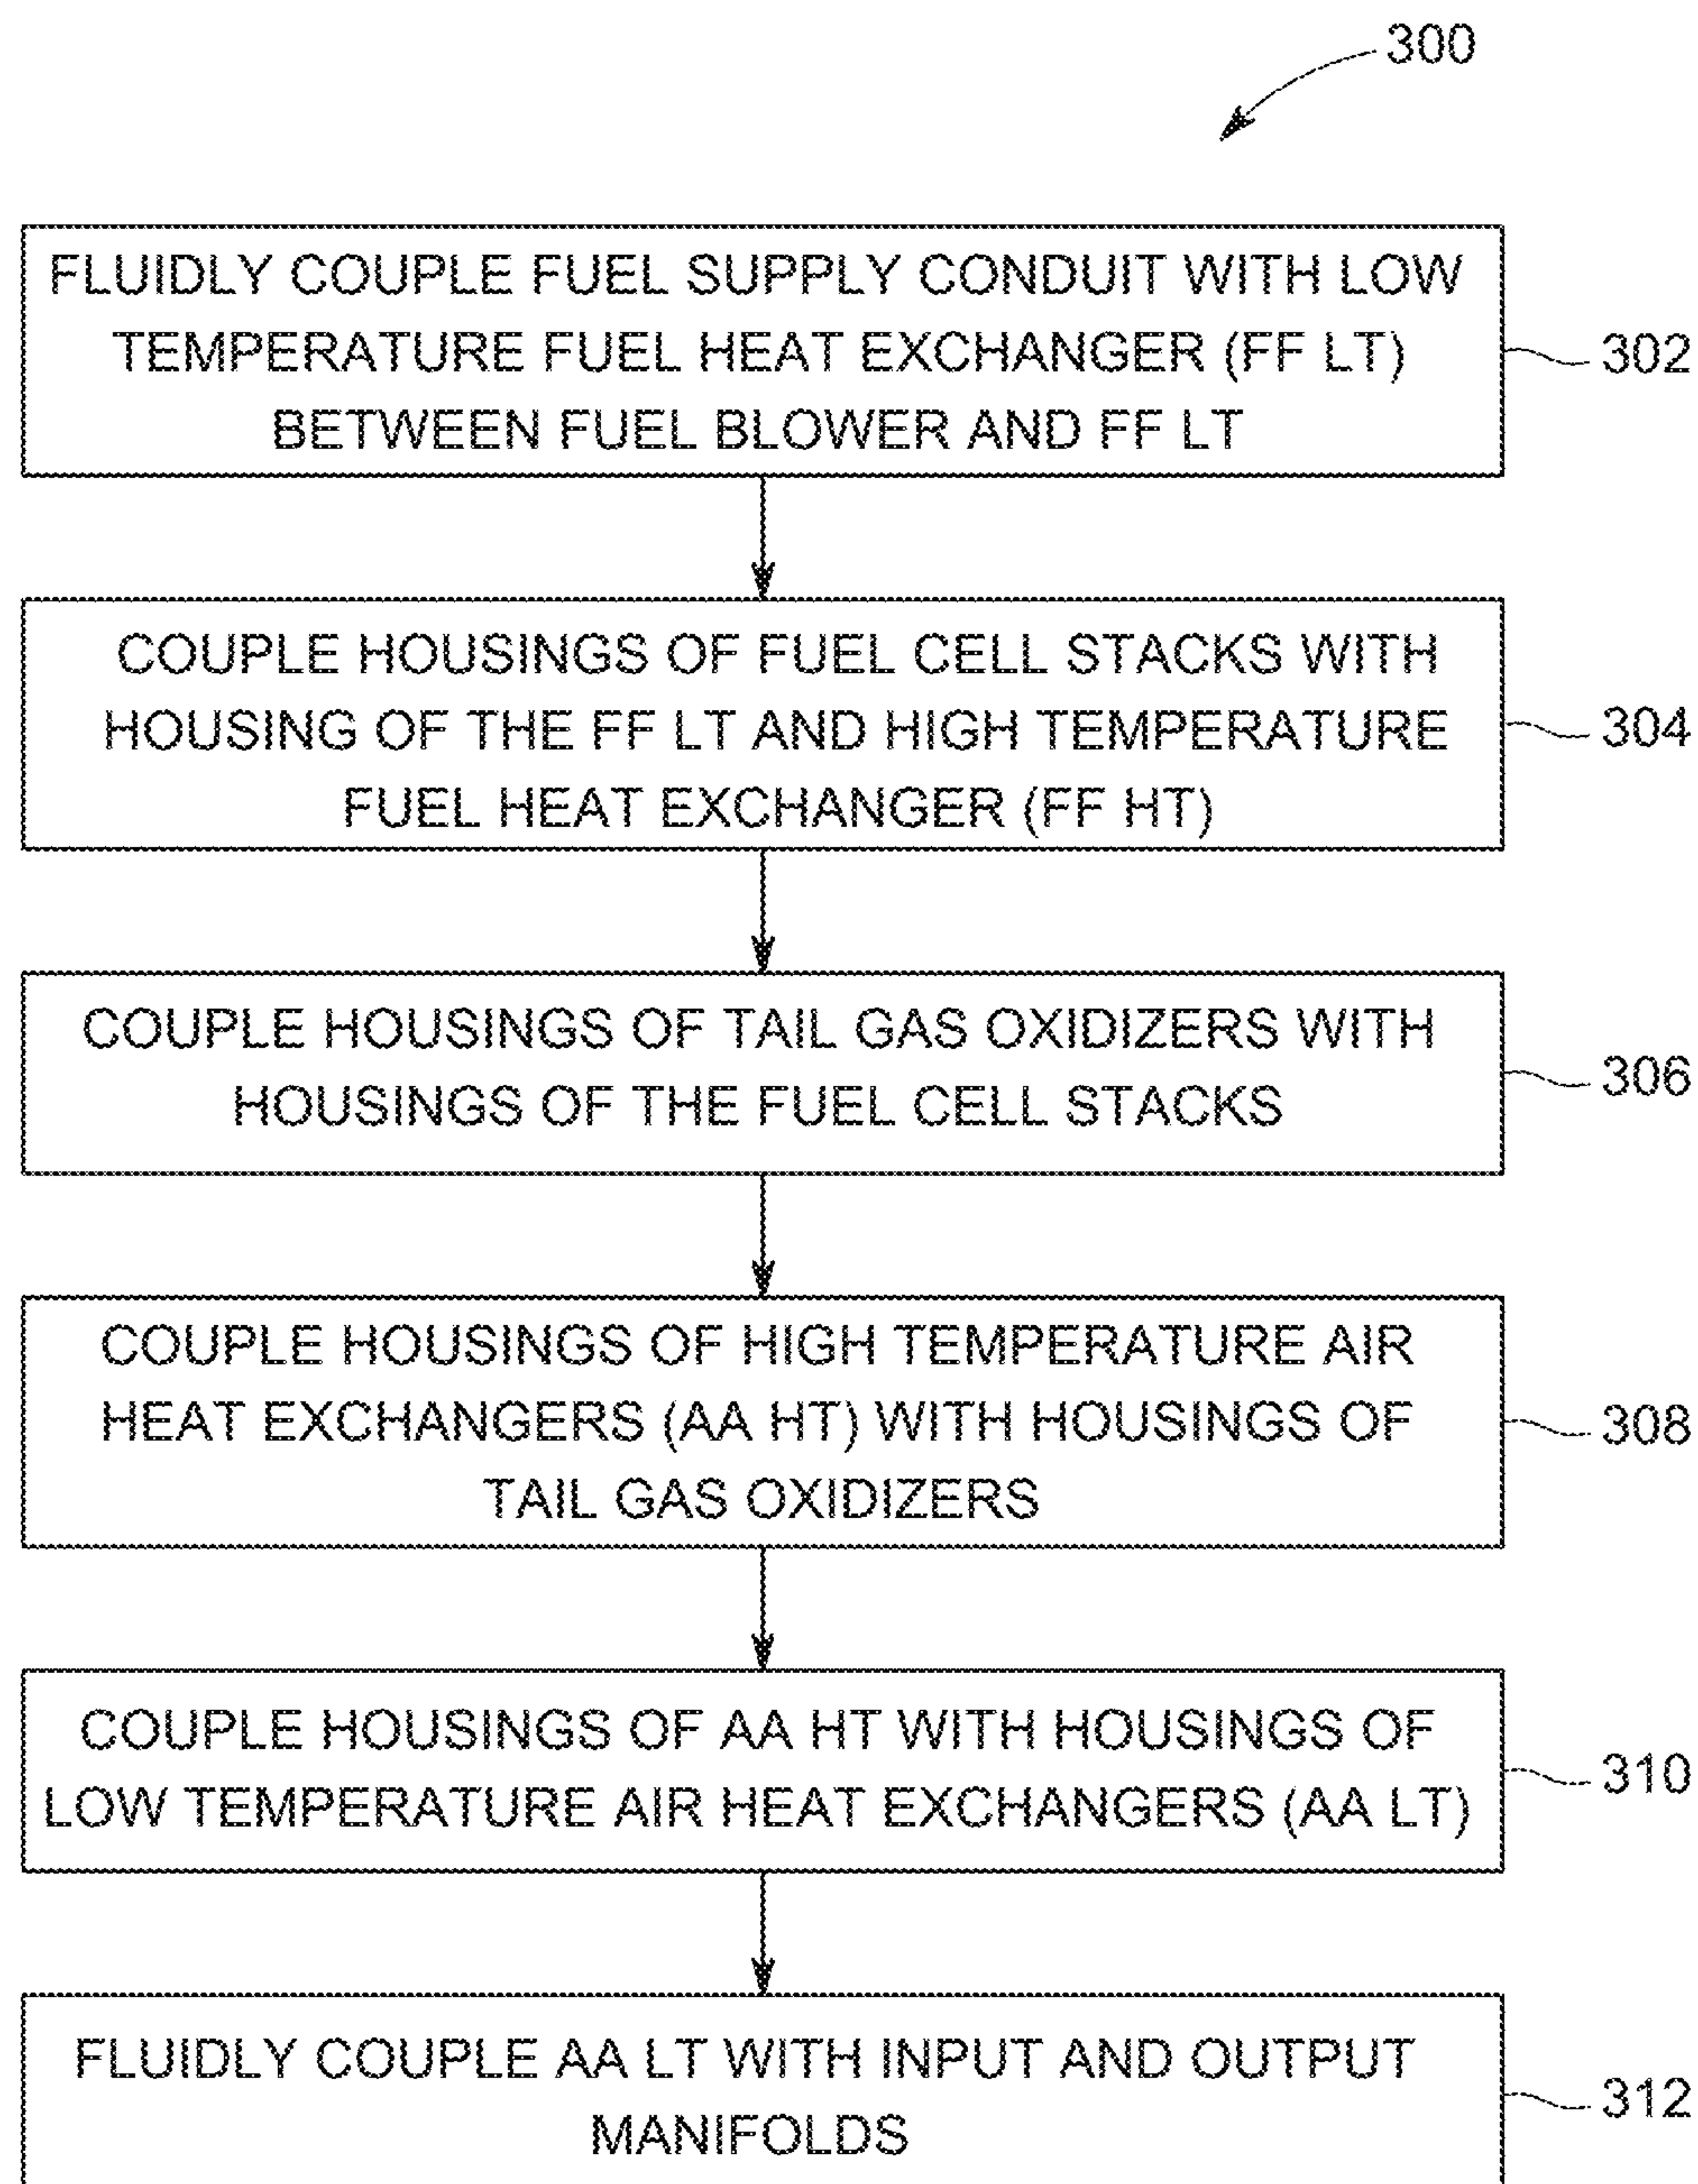 300
FLUIDLY COUPLE FUEL SUPPLY CONDUIT WITH LOW
TEMPERATURE FUEL HEAT EXCHANGER (FF LT)
BETWEEN FUEL BLOWER AND FF LT
302
COUPLE HOUSINGS OF FUEL CELL STACKS WITH
HOUSING OF THE FF LT AND HIGH TEMPERATURE
FUEL HEAT EXCHANGER (FF HT)
304
COUPLE HOUSINGS OF TAIL GAS OXIDIZERS WITH
HOUSINGS OF THE FUEL CELL STACKS
306
COUPLE HOUSINGS OF HIGH TEMPERATURE AIR
HEAT EXCHANGERS (AA HT) WITH HOUSINGS OF
TAIL GAS OXIDIZERS
308
COUPLE HOUSINGS OF AA HT WITH HOUSINGS OF
LOW TEMPERATURE AIR HEAT EXCHANGERS (AA LT)
310
FLUIDLY COUPLE AA LT WITH INPUT AND OUTPUT
MANIFOLDS
312